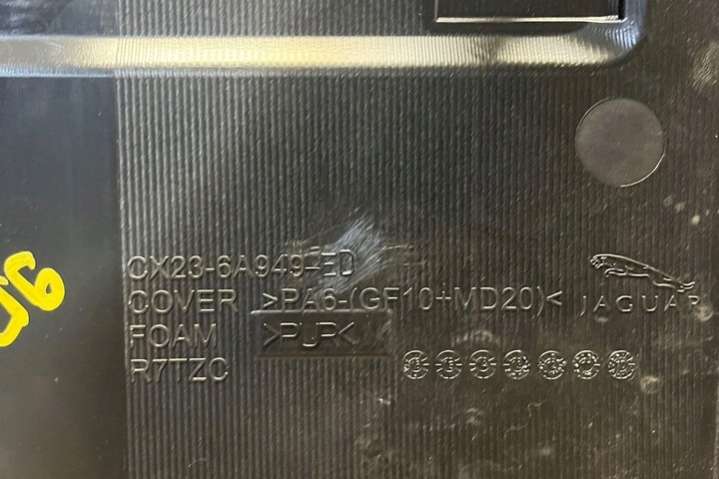 CX23-6A949-ED
COVER >PA6-(GF10+MD20)<
JAGUAR
FOAM >PUR<
R7TZC